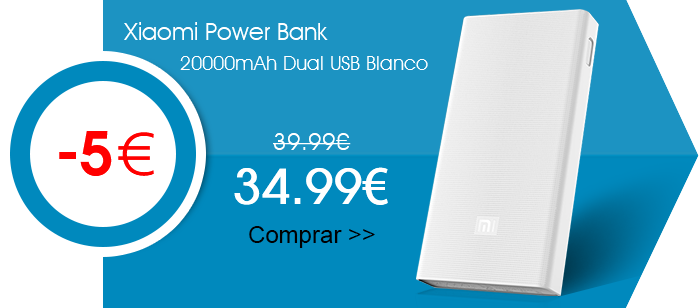 Xiaomi Power Bank
20000mAh Dual USB Blanco
-5€
39.99€
34.99€
Comprar >>
mi